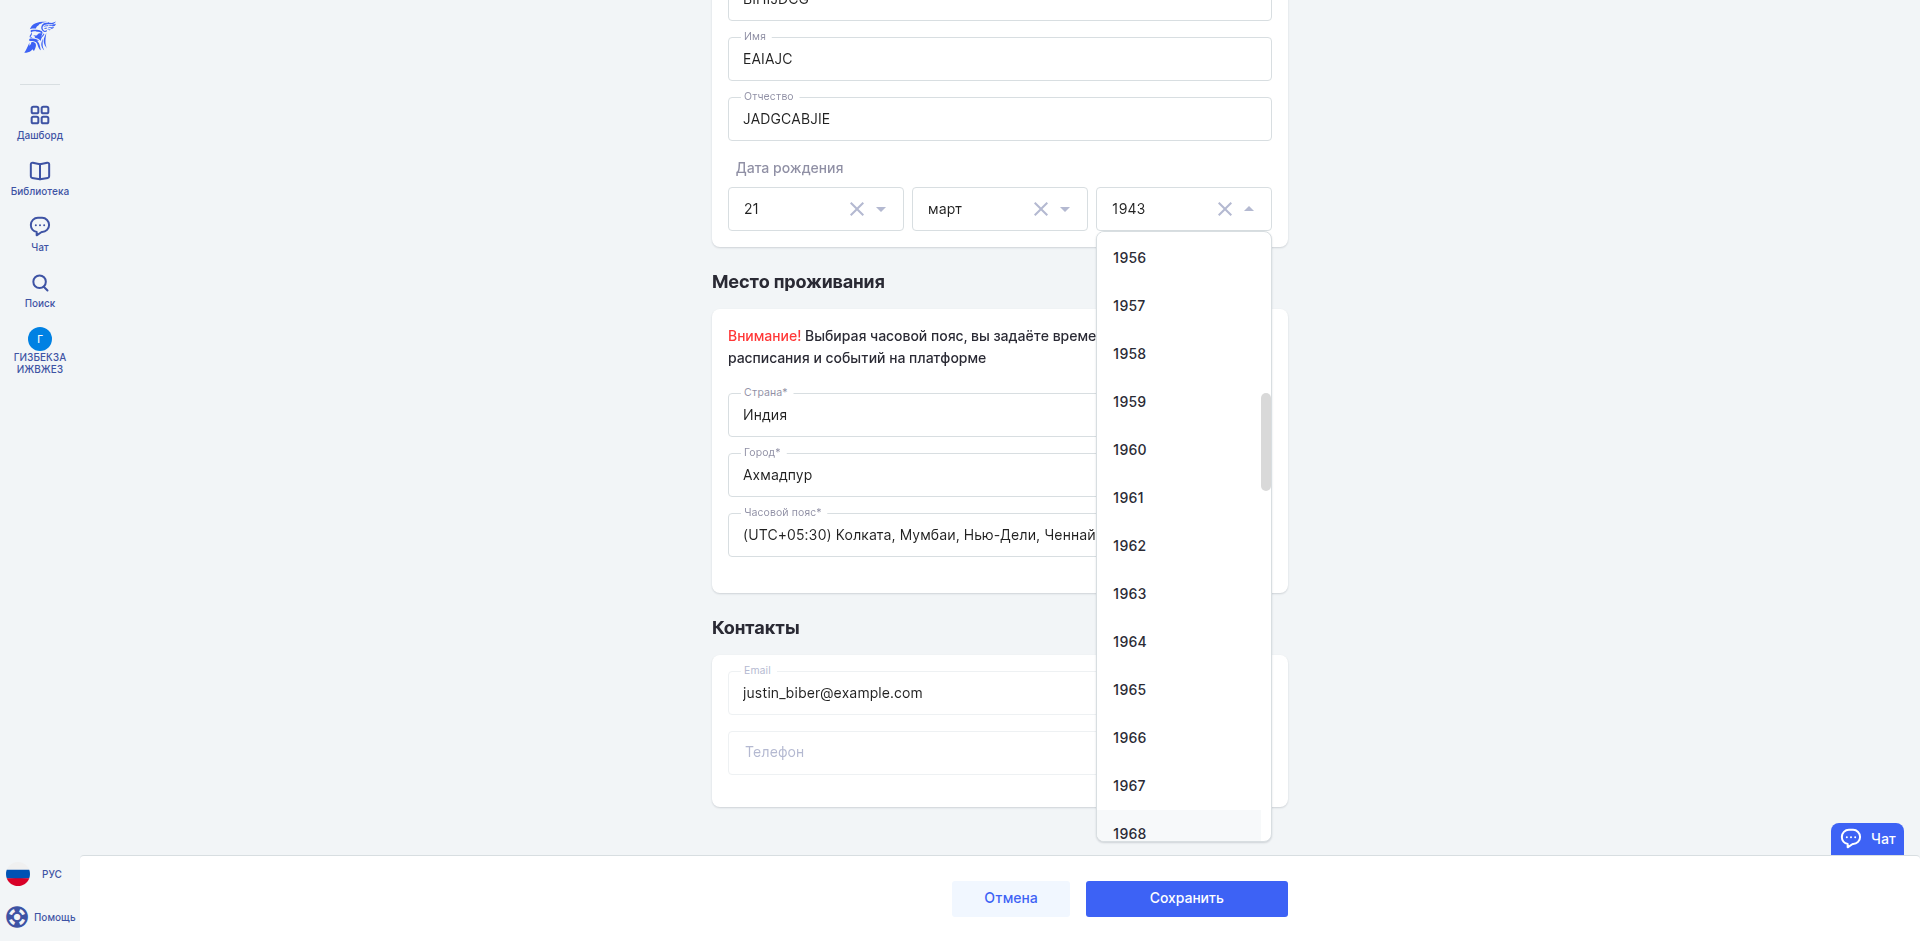 Дашборд
Библиотека
Чат
Поиск
Г
ГИЗБЕКЗА
ИЖВЖЕЗ
РУС
Помощь
Имя
EAIAJC
Отчество
JADGCABJIE
Дата рождения
21
март
1943
1956
1957
1958
1959
1960
1961
1962
1963
1964
1965
1966
1967
1968
Место проживания
Внимание! Выбирая часовой пояс, вы задаёте
расписания и событий на платформе
Страна*
Индия
Город*
Ахмадпур
Часовой пояс*
(UTC+05:30) Колката, Мумбаи, Нью-Дели, Ченнай
Контакты
Email
justin_biber@example.com
Телефон
Отмена
Сохранить
Чат